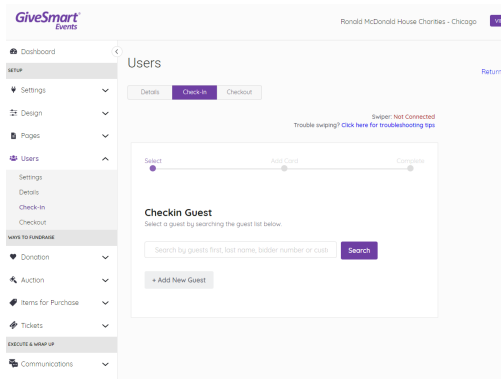 GiveSmart®
Events
Ronald McDonald House Charities - Chicago
Dashboard
SETUP
Settings
Design
Pages
Users
Settings
Details
Check-In
Checkout
WAYS TO FUNDRAISE
Donation
Auction
Items for Purchase
Tickets
EXECUTE & WRAP UP
Communications
Users
Return
Details Check-In Checkout
Swiper: Not Connected
Trouble swiping? Click here for troubleshooting tips
Select Add Card Complete
Checkin Guest
Select a guest by searching the guest list below.
Search by guests first, last name, bidder number or cust
Search
+ Add New Guest